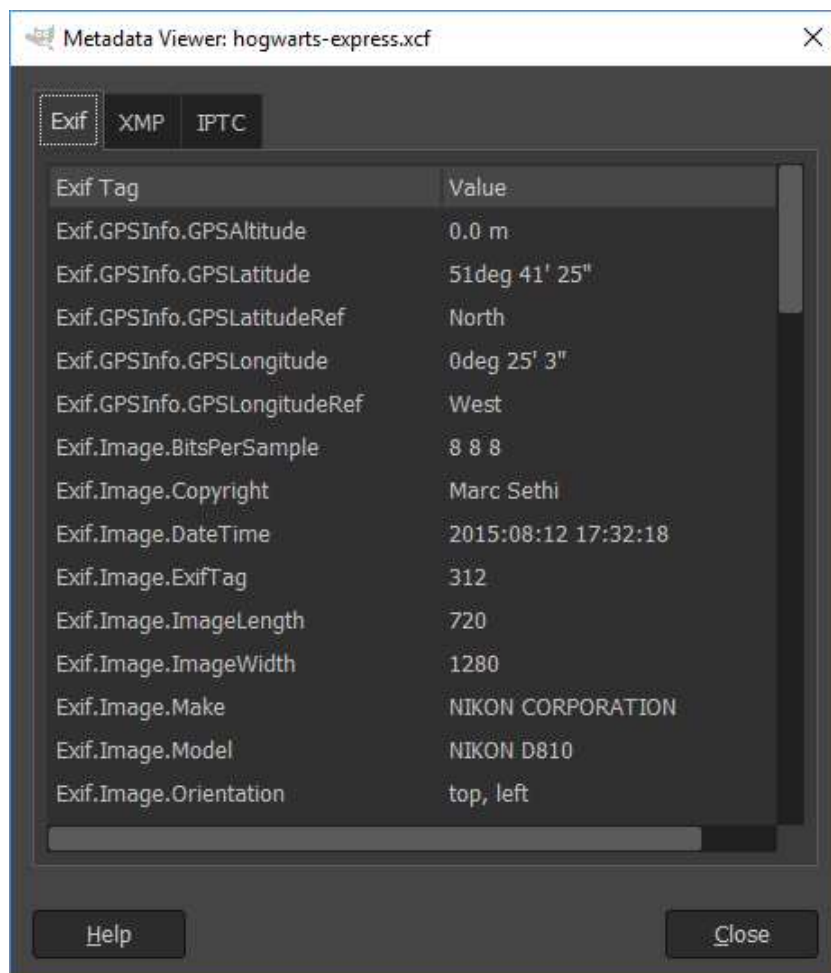 Metadata Viewer: hogwarts-express.xcf
Exif XMP IPTC
Exif Tag Value
Exif.GPSInfo.GPSAltitude 0.0 m
Exif.GPSInfo.GPSLatitude 51deg 41' 25"
Exif.GPSInfo.GPSLatitudeRef North
Exif.GPSInfo.GPSLongitude 0deg 25' 3"
Exif.GPSInfo.GPSLongitudeRef West
Exif.Image.BitsPerSample 8 8 8
Exif.Image.Copyright Marc Sethi
Exif.Image.DateTime 2015:08:12 17:32:18
Exif.Image.ExifTag 312
Exif.Image.ImageLength 720
Exif.Image.ImageWidth 1280
Exif.Image.Make NIKON CORPORATION
Exif.Image.Model NIKON D810
Exif.Image.Orientation top, left
Help Close